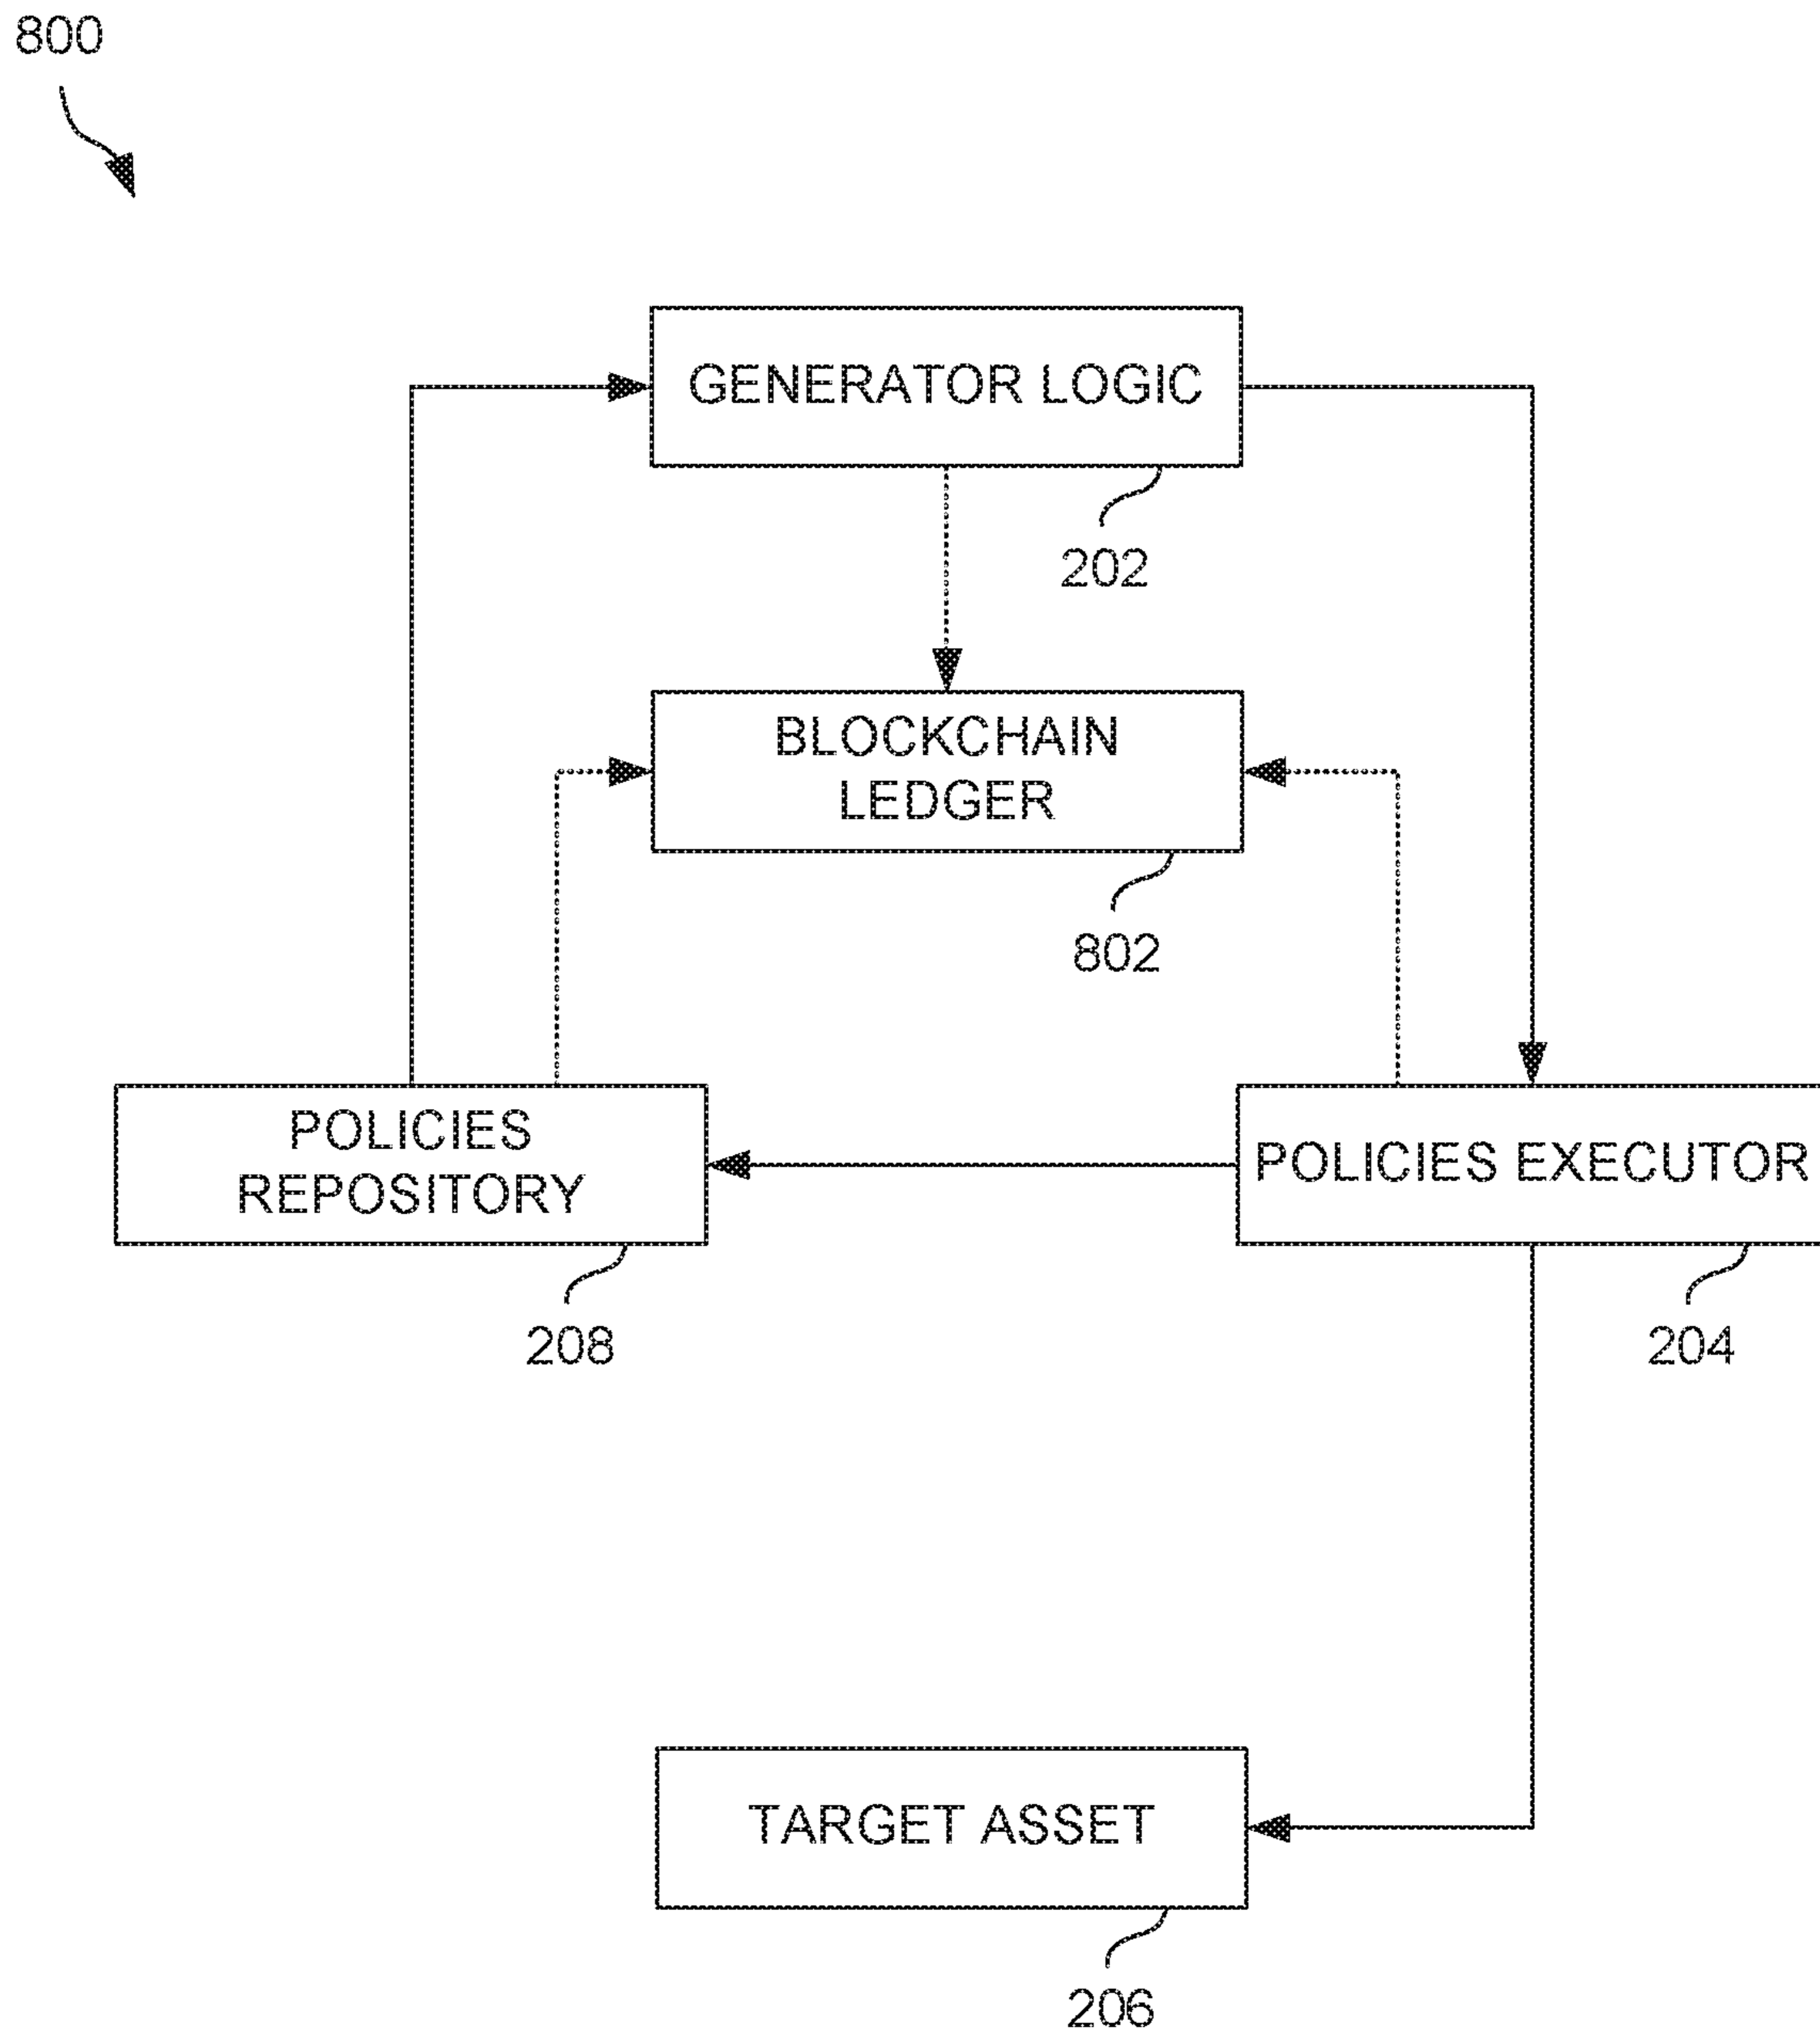 800
GENERATOR LOGIC
202
BLOCKCHAIN
LEDGER
802
POLICIES
REPOSITORY
208
POLICIES EXECUTOR
204
TARGET ASSET
206